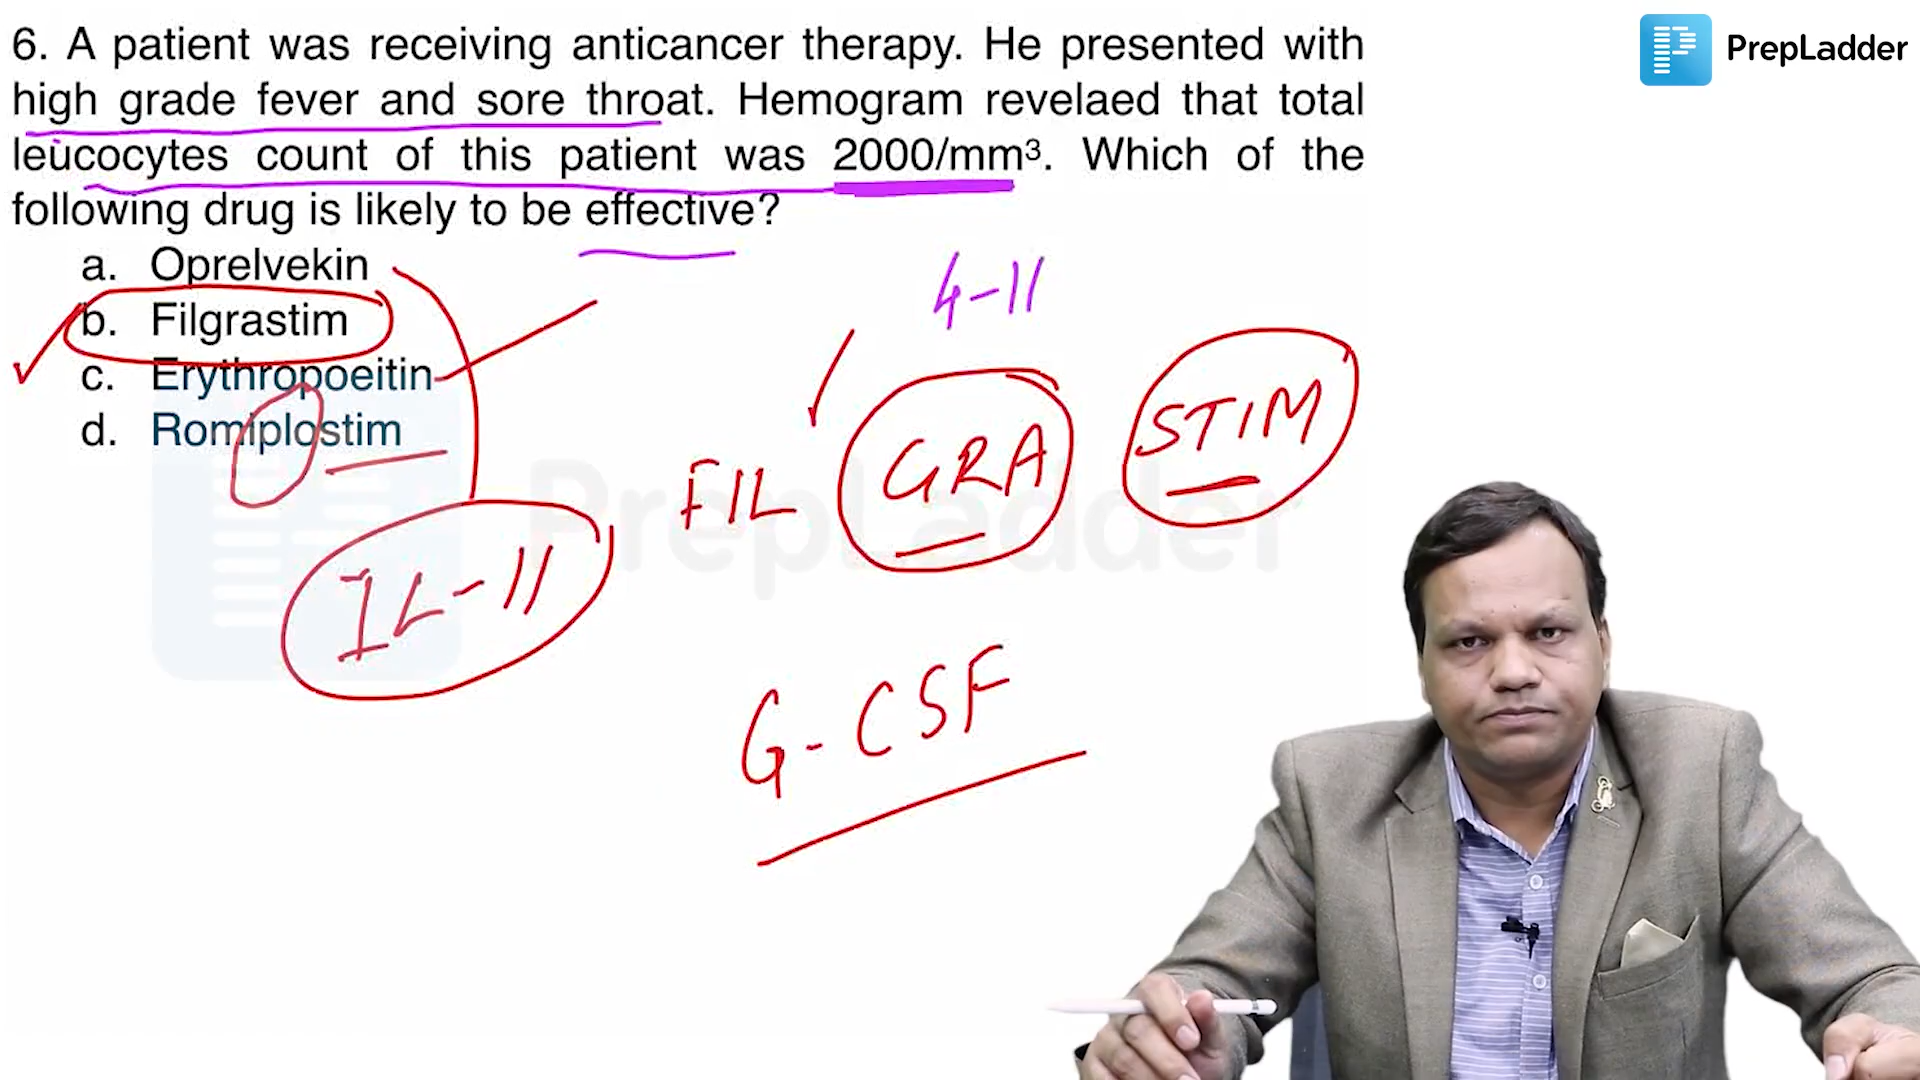 6. A patient was receiving anticancer therapy. He presented with
high grade fever and sore throat. Hemogram revelaed that total
leucocytes count of this patient was 2000/mm³. Which of the
following drug is likely to be effective?
a. Oprelvekin
b. Filgrastim
c. Erythropoeitin
d. Romiplostim
4-11
FIL GRA STIM
IL-11
G-CSF
PrepLadder
PrepLadder